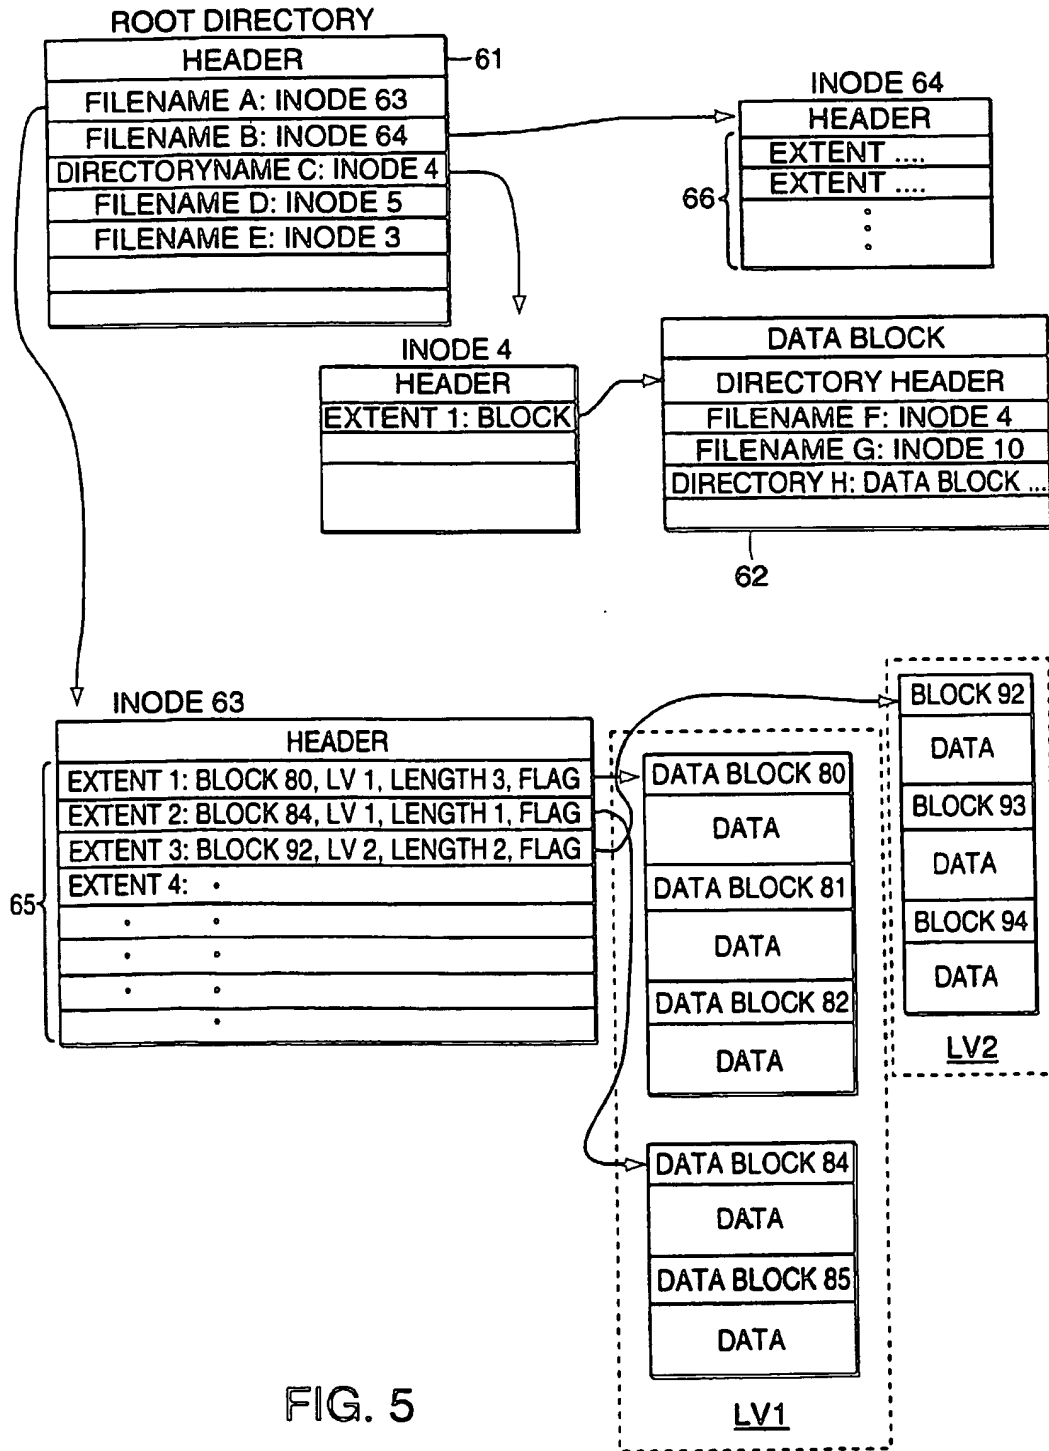 ROOT DIRECTORY
HEADER
61
FILENAME A: INODE 63
FILENAME B: INODE 64
DIRECTORYNAME C: INODE 4
FILENAME D: INODE 5
FILENAME E: INODE 3
INODE 64
HEADER
EXTENT ....
EXTENT ....
66
INODE 4
HEADER
EXTENT 1: BLOCK
DATA BLOCK
DIRECTORY HEADER
FILENAME F: INODE 4
FILENAME G: INODE 10
DIRECTORY H: DATA BLOCK ...
62
INODE 63
HEADER
EXTENT 1: BLOCK 80, LV 1, LENGTH 3, FLAG
EXTENT 2: BLOCK 84, LV 1, LENGTH 1, FLAG
EXTENT 3: BLOCK 92, LV 2, LENGTH 2, FLAG
EXTENT 4:
65
DATA BLOCK 80
DATA
DATA BLOCK 81
DATA
DATA BLOCK 82
DATA
DATA BLOCK 84
DATA
DATA BLOCK 85
DATA
LV1
BLOCK 92
DATA
BLOCK 93
DATA
BLOCK 94
DATA
LV2
FIG. 5